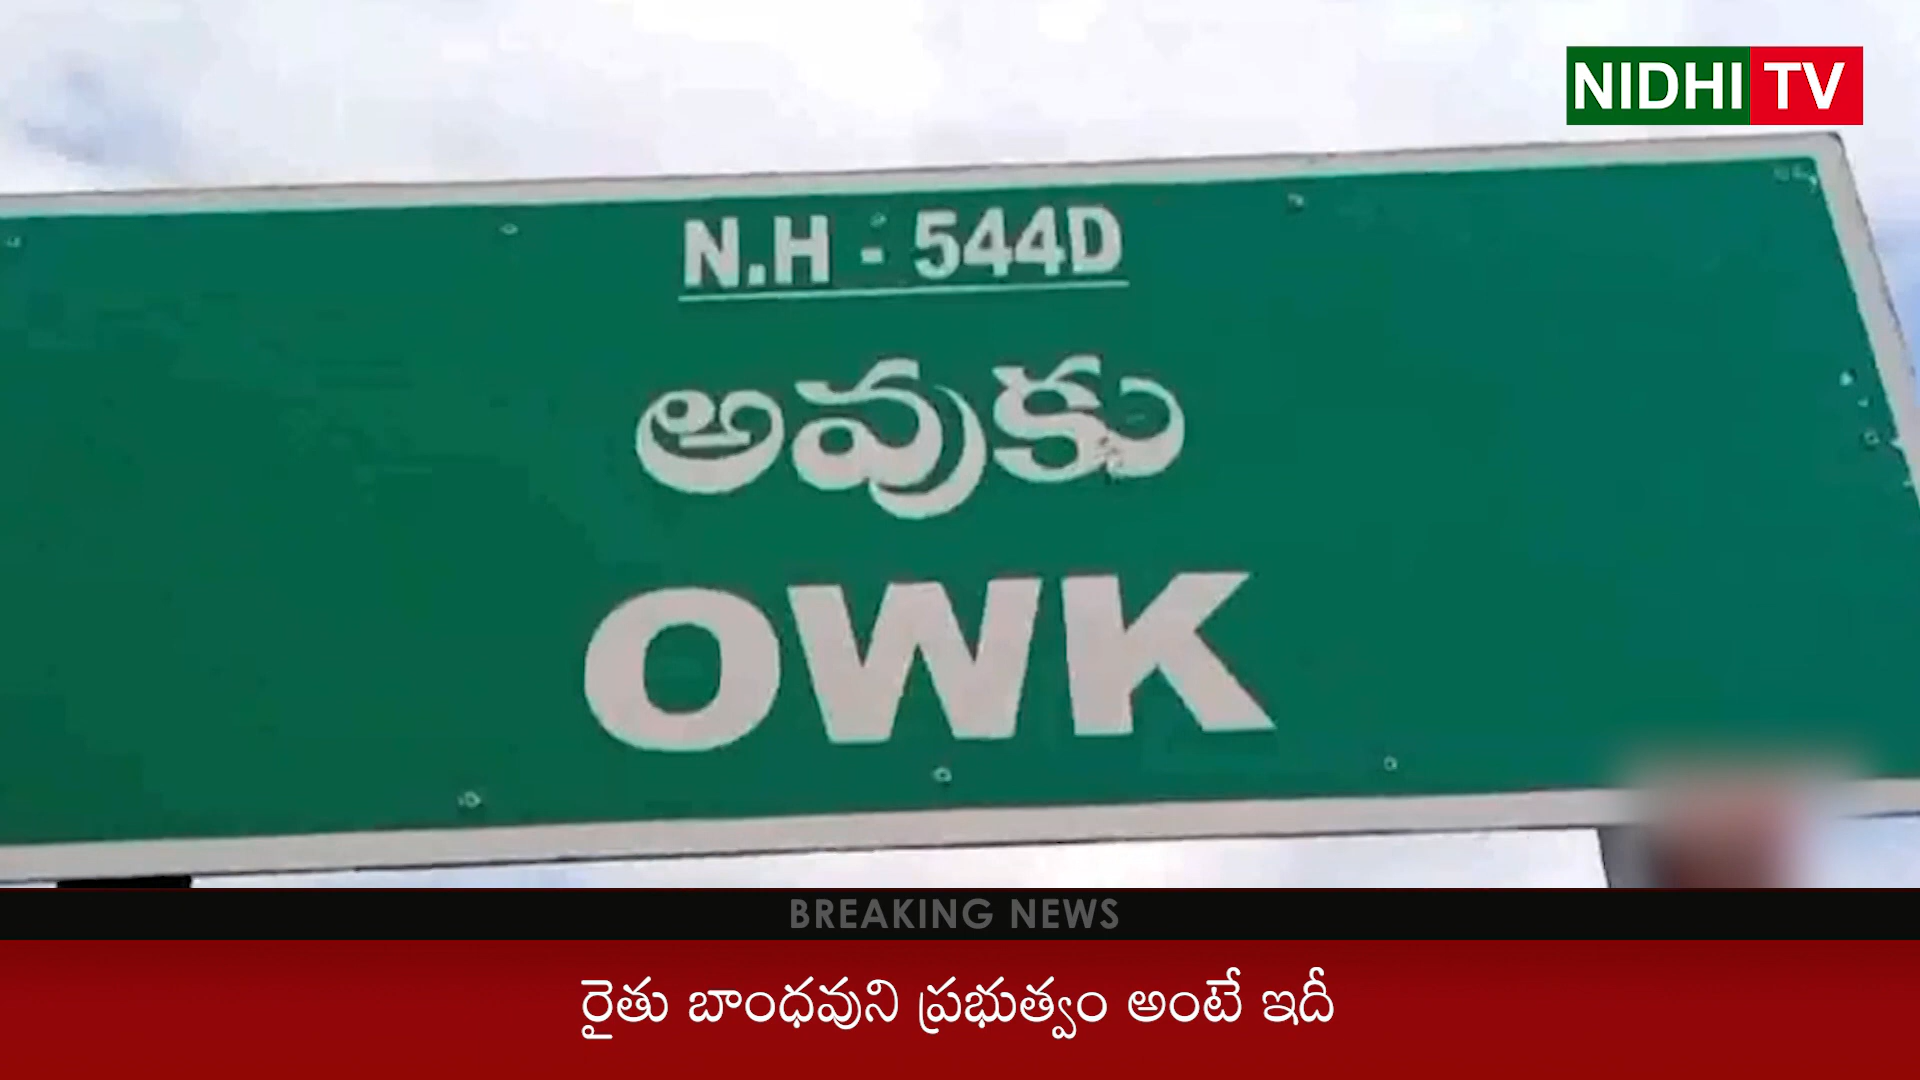 NIDHI TV
N.H - 544D
అవుకు
OWK
BREAKING NEWS
రైతు బాంధవుని ప్రభుత్వం అంటే ఇదీ